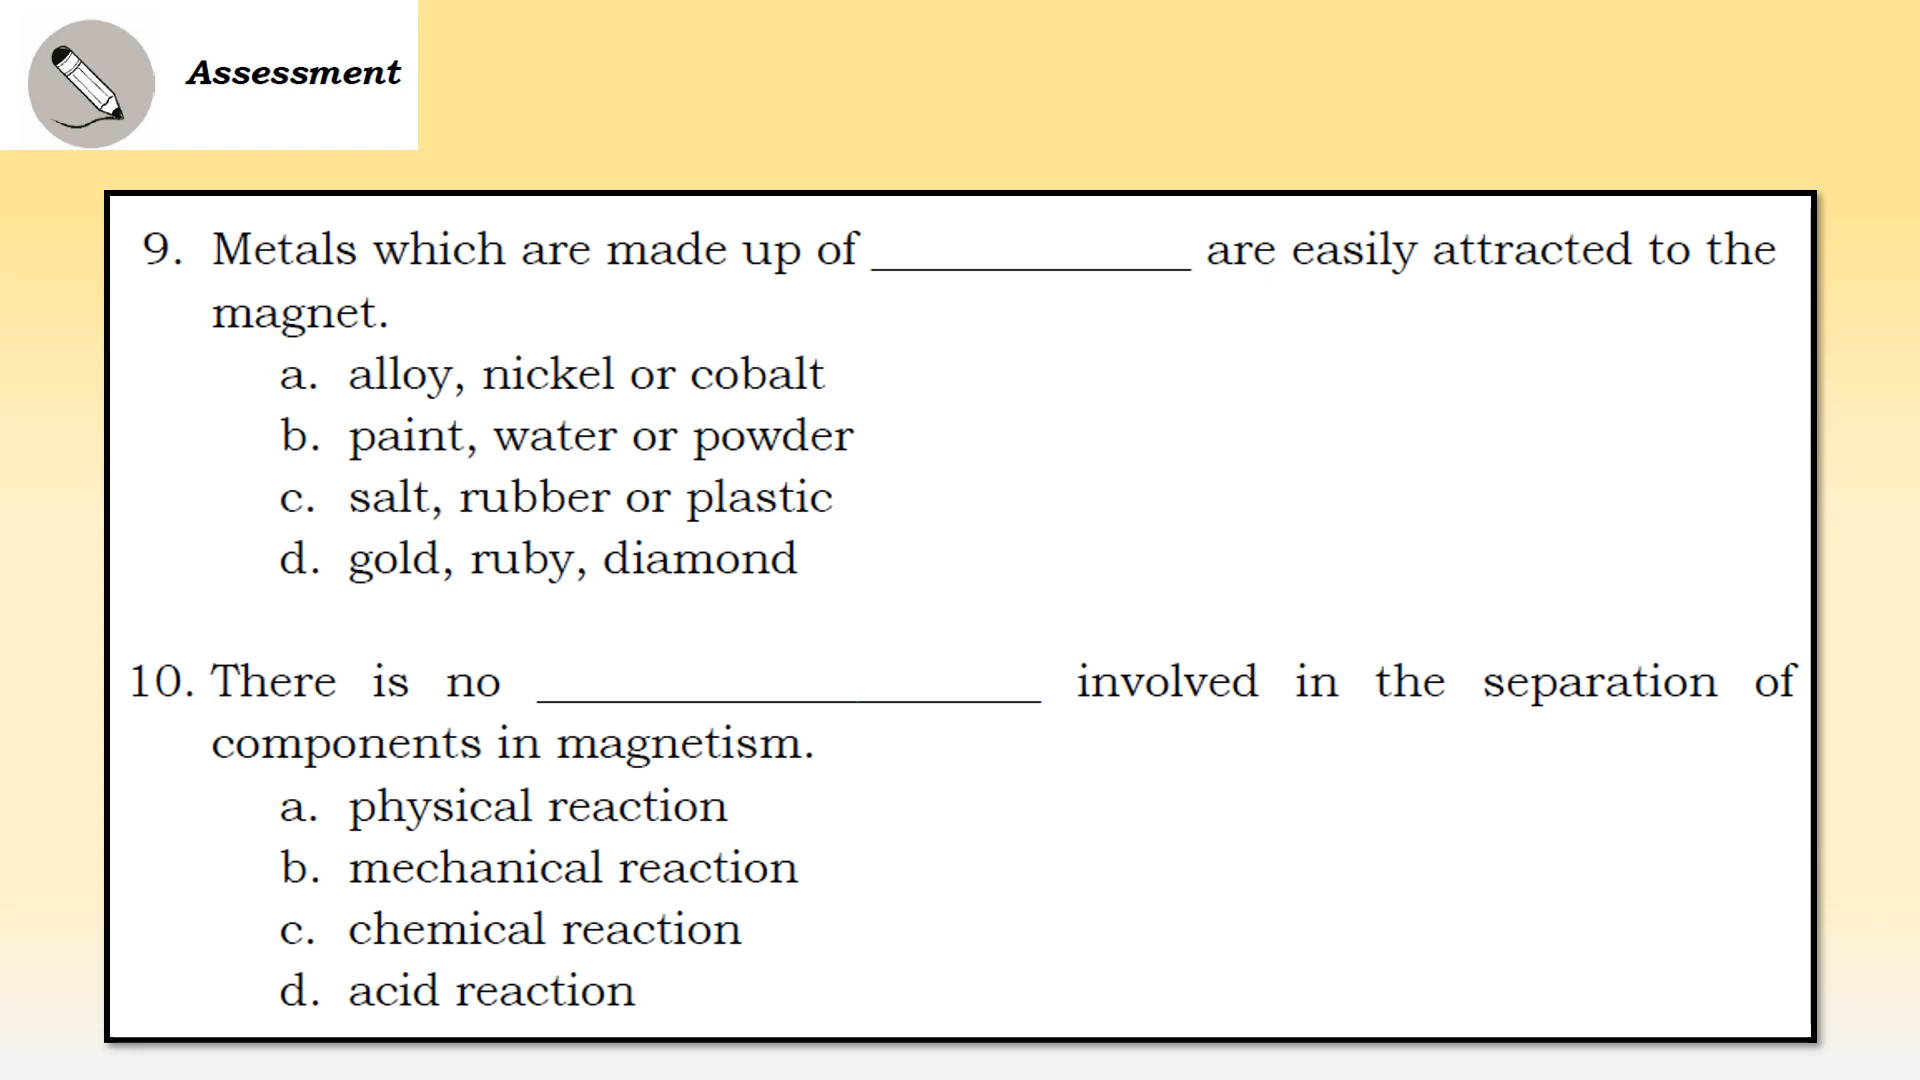 Assessment
9. Metals which are made up of ______________ are easily attracted to the
magnet.
a. alloy, nickel or cobalt
b. paint, water or powder
c. salt, rubber or plastic
d. gold, ruby, diamond
10. There is no ______________________ involved in the separation of
components in magnetism.
a. physical reaction
b. mechanical reaction
c. chemical reaction
d. acid reaction